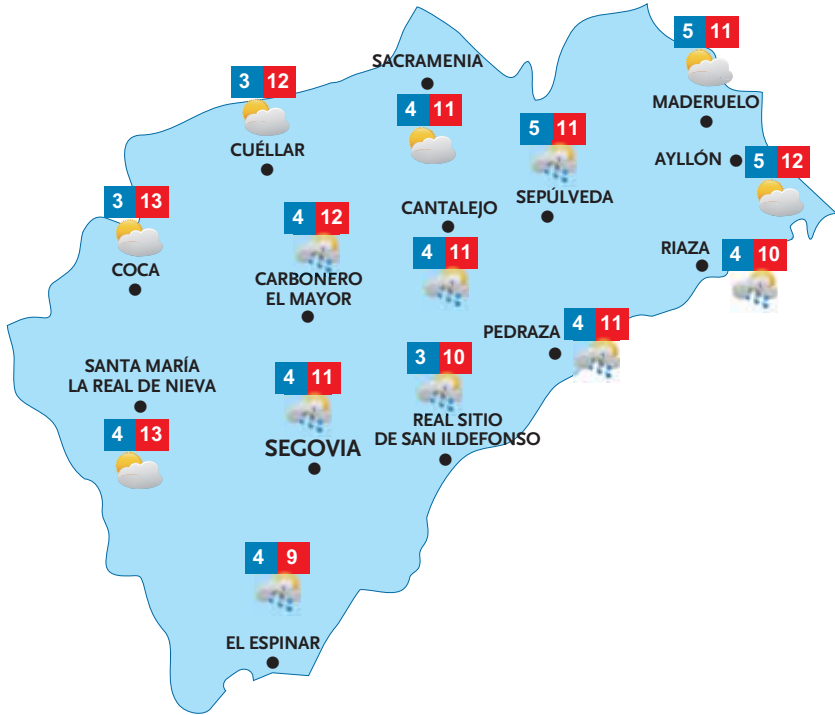 5 11
MADERUELO
SACRAMENIA
4 11
3 12
CUÉLLAR
5 11
SEPÚLVEDA
AYLLÓN
5 12
3 13
COCA
4 12
CARBONERO
EL MAYOR
CANTALEJO
4 11
RIAZA
4 10
PEDRAZA
4 11
SANTA MARÍA
LA REAL DE NIEVA
4 13
4 11
SEGOVIA
3 10
REAL SITIO
DE SAN ILDEFONSO
4 9
EL ESPINAR